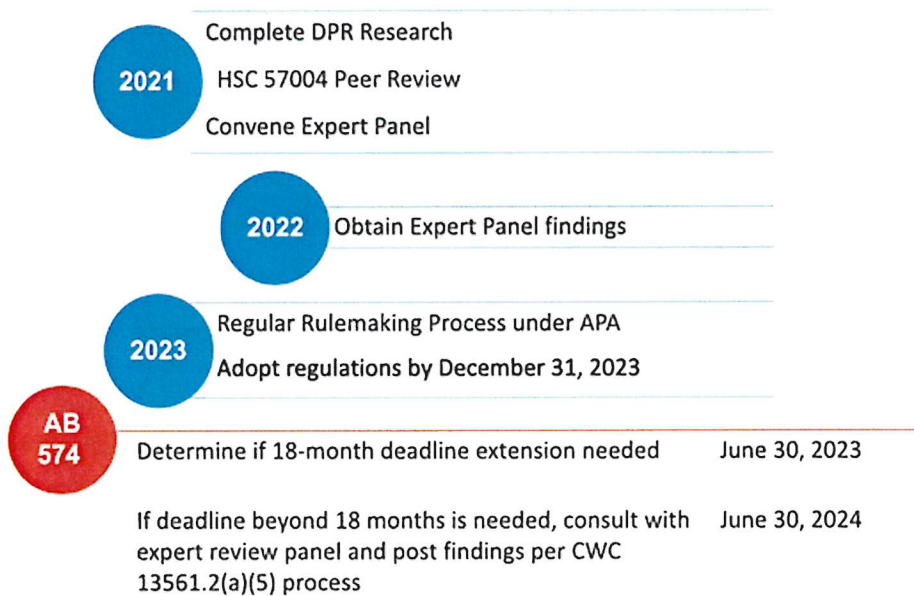 2021
Complete DPR Research
HSC 57004 Peer Review
Convene Expert Panel
2022
Obtain Expert Panel findings
2023
Regular Rulemaking Process under APA
Adopt regulations by December 31, 2023
AB
574
Determine if 18-month deadline extension needed June 30, 2023
If deadline beyond 18 months is needed, consult with June 30, 2024
expert review panel and post findings per CWC
13561.2(a)(5) process